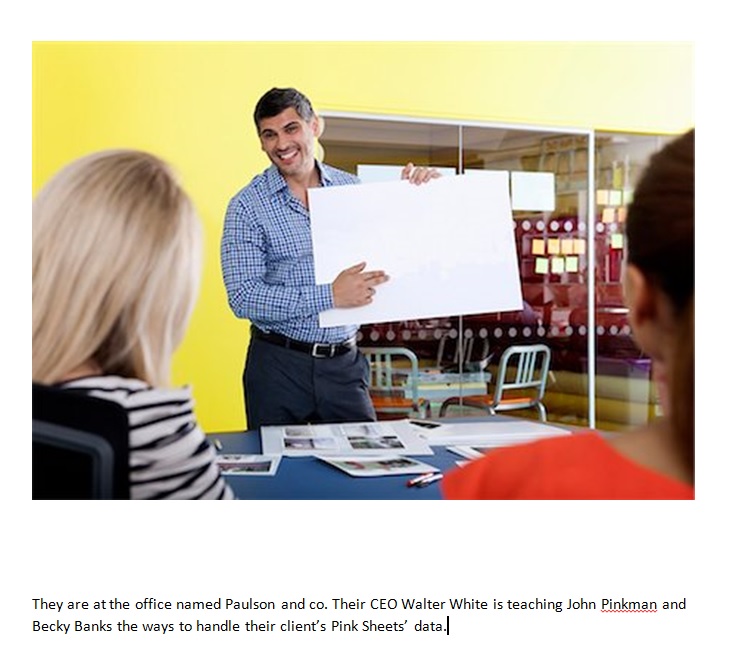 They are at the office named Paulson and co. Their CEO Walter White is teaching John Pinkman and
Becky Banks the ways to handle their client’s Pink Sheets’ data.